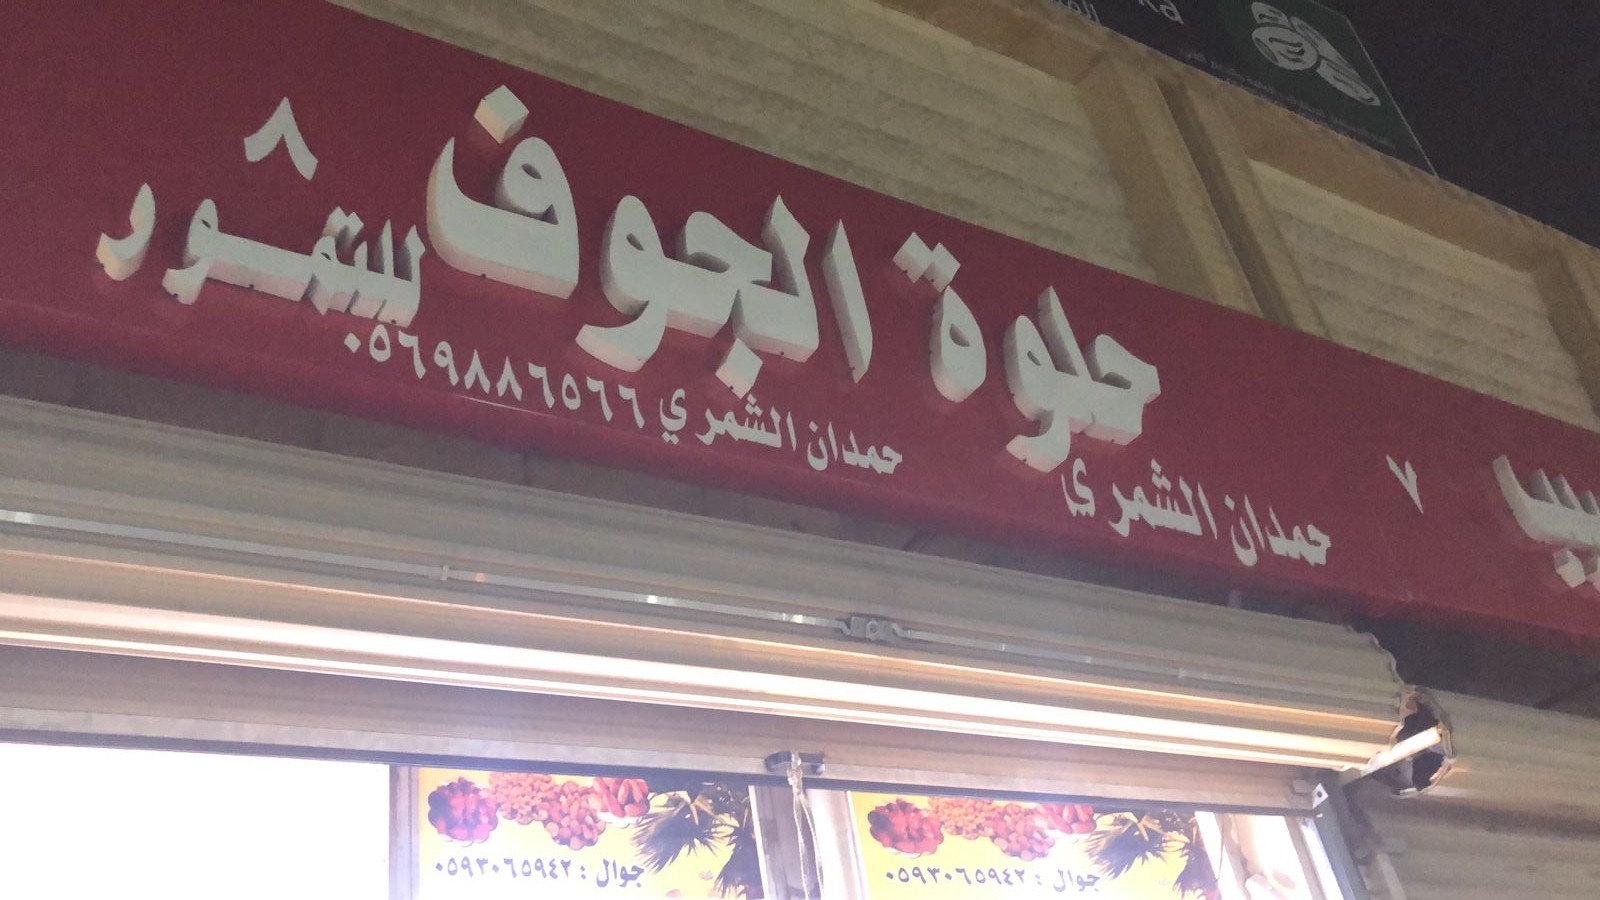 حلوة الجوف للتمور ٨
حمدان الشمري ٠٥٦٩٨٨٦٥٦٦
حمدان الشمري
٧
جوال : ٠٥٩٣٠٦٥٩٤٢
جوال : ٠٥٩٣٠٦٥٩٤٢